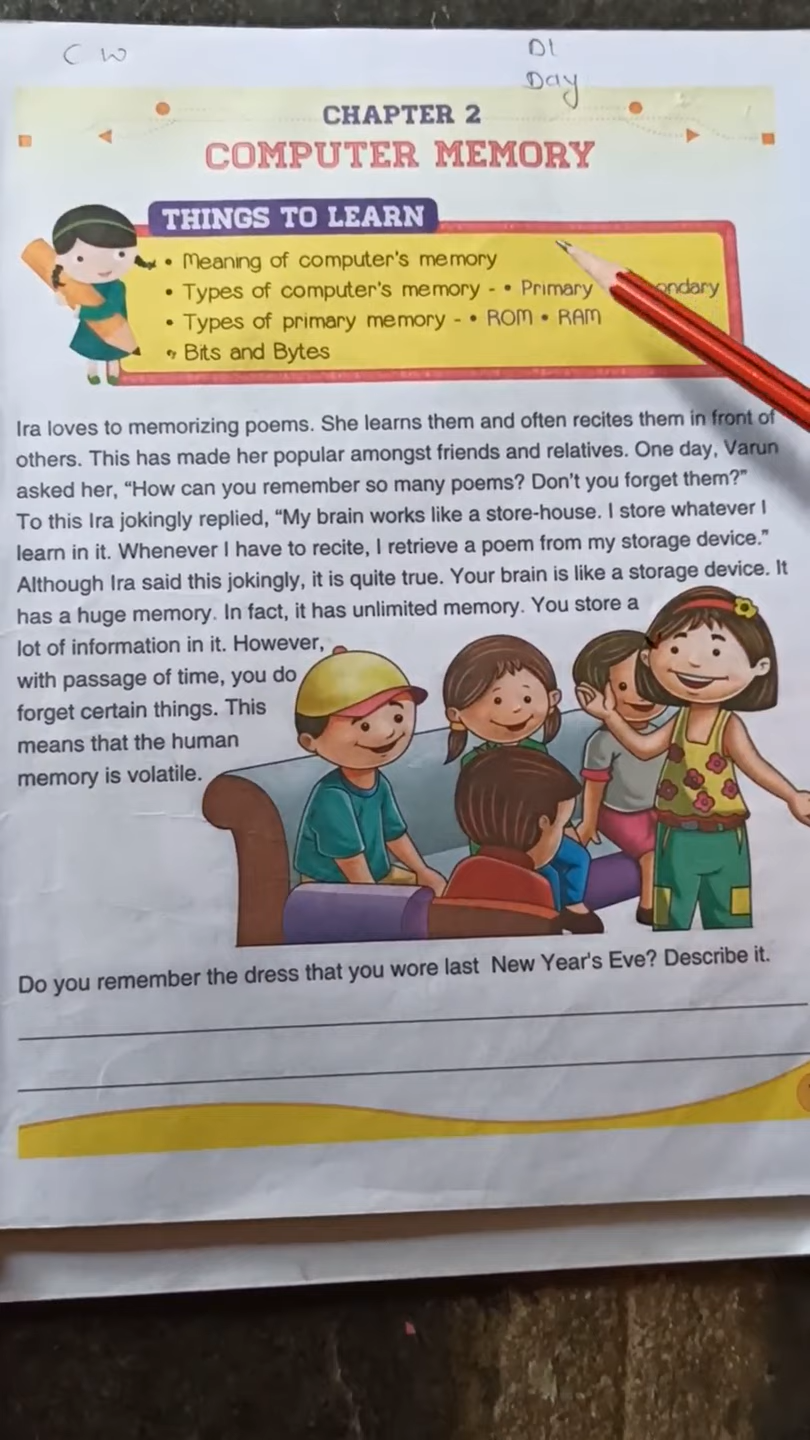 C W
Dt
Day
CHAPTER 2
COMPUTER MEMORY
THINGS TO LEARN
• Meaning of computer's memory
• Types of computer's memory - • Primary ondary
• Types of primary memory - • ROM • RAM
• Bits and Bytes
Ira loves to memorizing poems. She learns them and often recites them in front of
others. This has made her popular amongst friends and relatives. One day, Varun
asked her, “How can you remember so many poems? Don't you forget them?”
To this Ira jokingly replied, “My brain works like a store-house. I store whatever I
learn in it. Whenever I have to recite, I retrieve a poem from my storage device.”
Although Ira said this jokingly, it is quite true. Your brain is like a storage device. It
has a huge memory. In fact, it has unlimited memory. You store a
lot of information in it. However,
with passage of time, you do
forget certain things. This
means that the human
memory is volatile.
Do you remember the dress that you wore last New Year's Eve? Describe it.